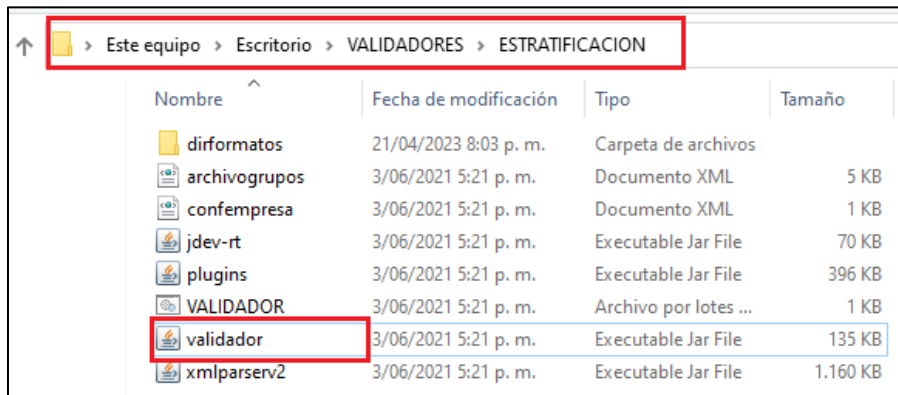 Este equipo > Escritorio > VALIDADORES > ESTRATIFICACION
Nombre Fecha de modificación Tipo Tamaño
dirformatos 21/04/2023 8:03 p. m. Carpeta de archivos
archivogrupos 3/06/2021 5:21 p. m. Documento XML 5 KB
confempresa 3/06/2021 5:21 p. m. Documento XML 1 KB
jdev-rt 3/06/2021 5:21 p. m. Executable Jar File 70 KB
plugins 3/06/2021 5:21 p. m. Executable Jar File 396 KB
VALIDADOR 3/06/2021 5:21 p. m. Archivo por lotes ... 1 KB
validador 3/06/2021 5:21 p. m. Executable Jar File 135 KB
xmlparserv2 3/06/2021 5:21 p. m. Executable Jar File 1.160 KB